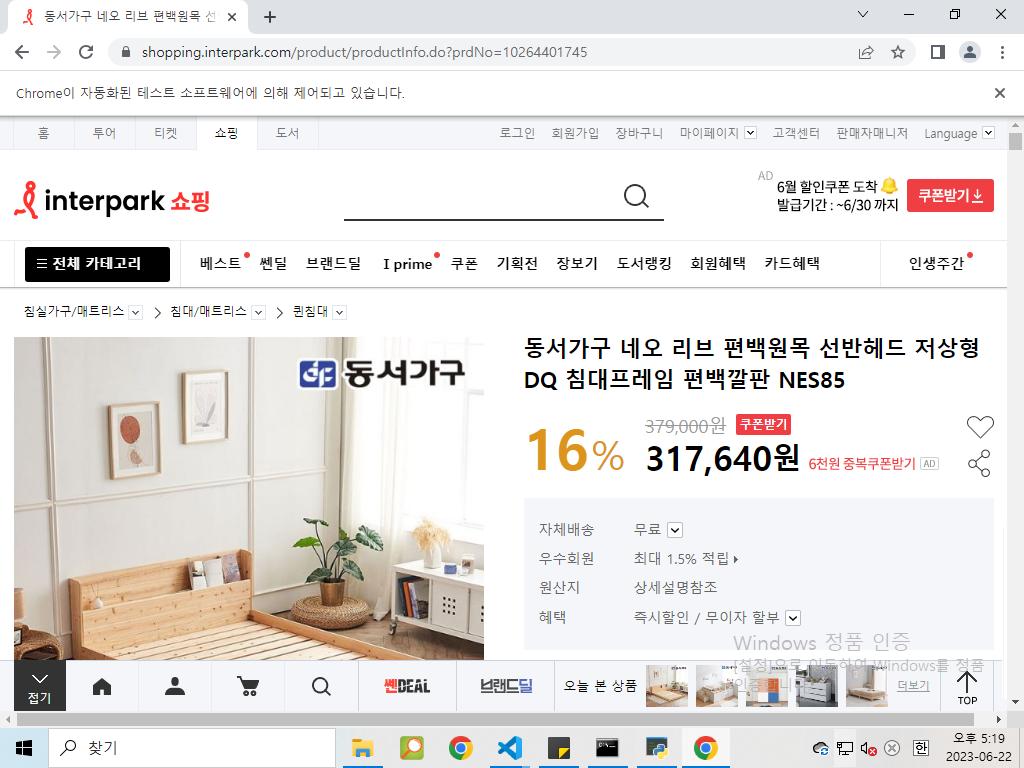 동서가구 네오 리브 편백원목 선
shopping.interpark.com/product/productInfo.do?prdNo=10264401745
Chrome이 자동화된 테스트 소프트웨어에 의해 제어되고 있습니다.
홈 투어 티켓 쇼핑 도서 로그인 회원가입 장바구니 마이페이지 고객센터 판매자매니저 Language
interpark 쇼핑
AD 6월 할인쿠폰 도착
발급기간 : ~6/30 까지
쿠폰받기
전체 카테고리 베스트 쎈딜 브랜드딜 I prime 쿠폰 기획전 장보기 도서랭킹 회원혜택 카드혜택 인생주간
침실가구/매트리스 침대/매트리스 퀸침대
동서가구
동서가구 네오 리브 편백원목 선반헤드 저상형
DQ 침대프레임 편백깔판 NES85
379,000원 쿠폰받기
16% 317,640원 6천원 중복쿠폰받기 AD
자체배송 무료
우수회원 최대 1.5% 적립
원산지 상세설명참조
혜택 즉시할인 / 무이자 할부
Windows 정품 인증
[설정]으로 이동하여 Windows를 정품
접기 쎈DEAL 브랜드딜 오늘 본 상품 더보기 TOP
찾기
한
오후 5:19
2023-06-22